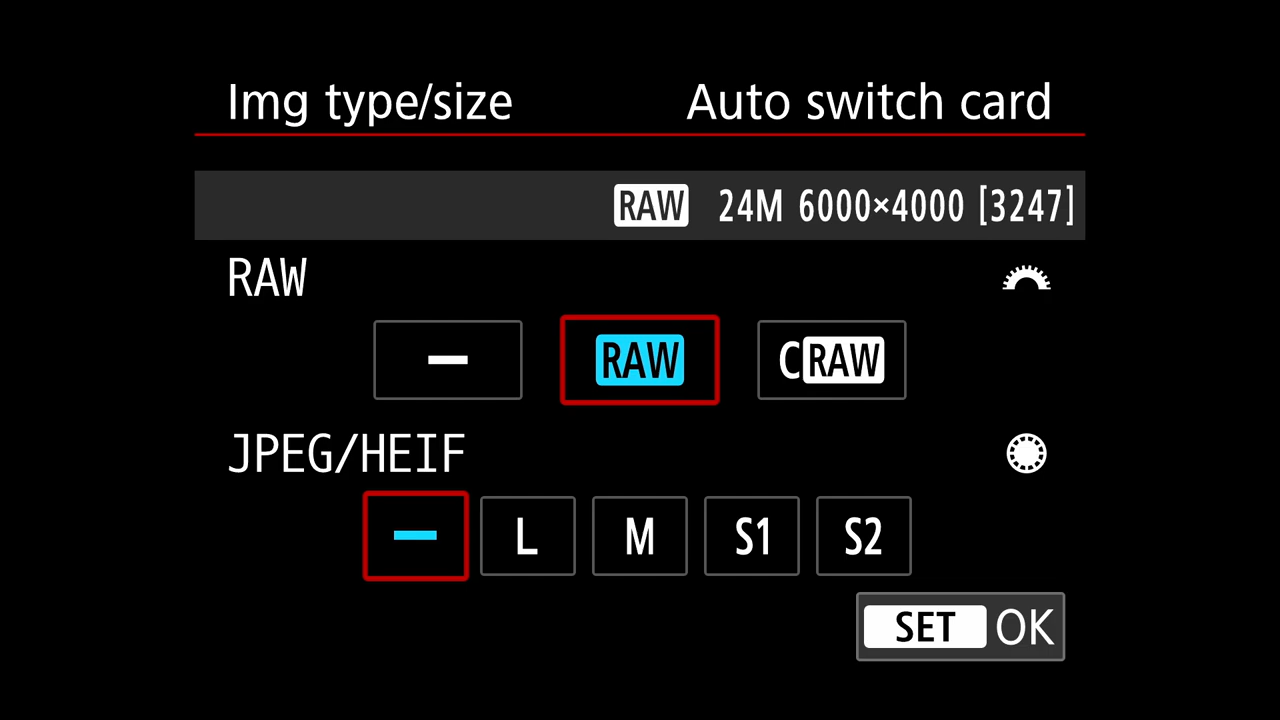 Img type/size Auto switch card
RAW 24M 6000×4000 [3247]
RAW
— RAW CRAW
JPEG/HEIF
— L M S1 S2
SET OK